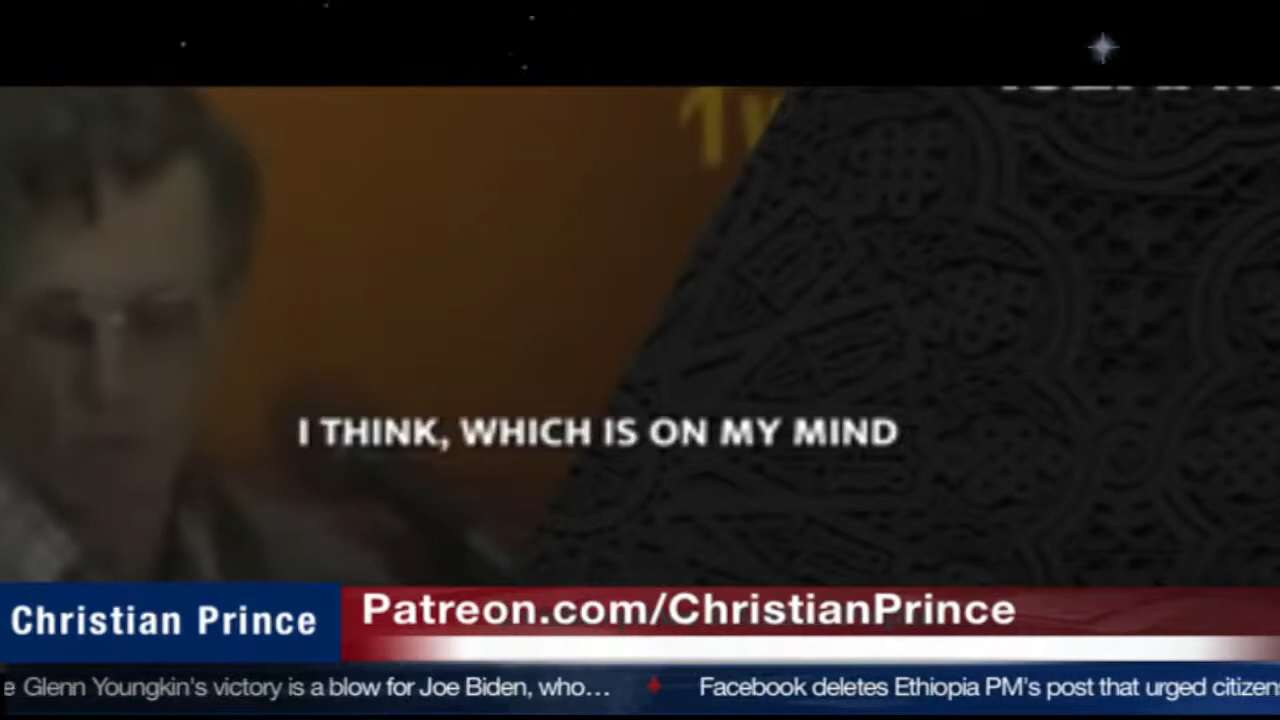 I THINK, WHICH IS ON MY MIND
Christian Prince
Patreon.com/ChristianPrince
e Glenn Youngkin's victory is a blow for Joe Biden, who... Facebook deletes Ethiopia PM's post that urged citizen